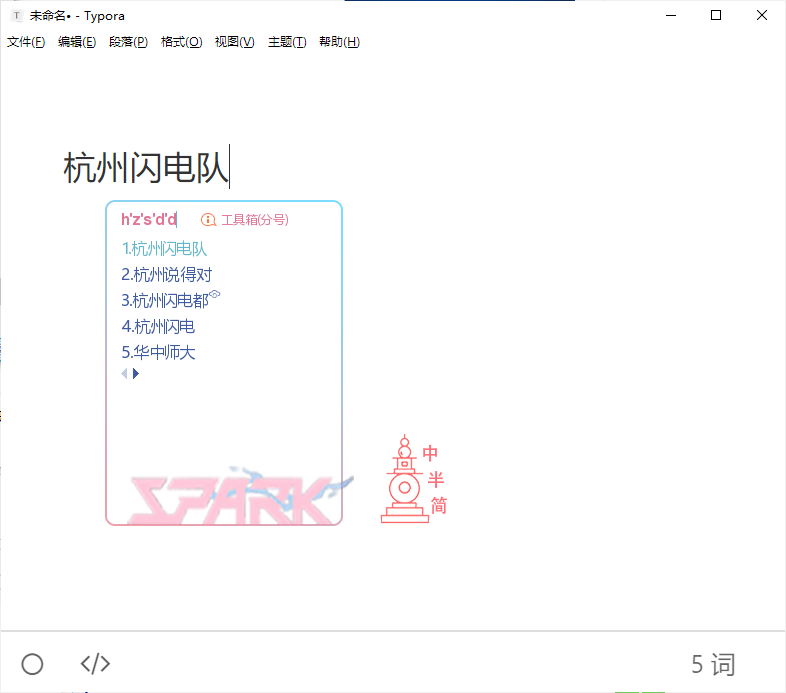 未命名• - Typora
文件(F) 编辑(E) 段落(P) 格式(O) 视图(V) 主题(T) 帮助(H)
杭州闪电队
h'z's'd'd 工具箱(分号)
1.杭州闪电队
2.杭州说得对
3.杭州闪电都
4.杭州闪电
5.华中师大
SPARK
中
半
简
5 词